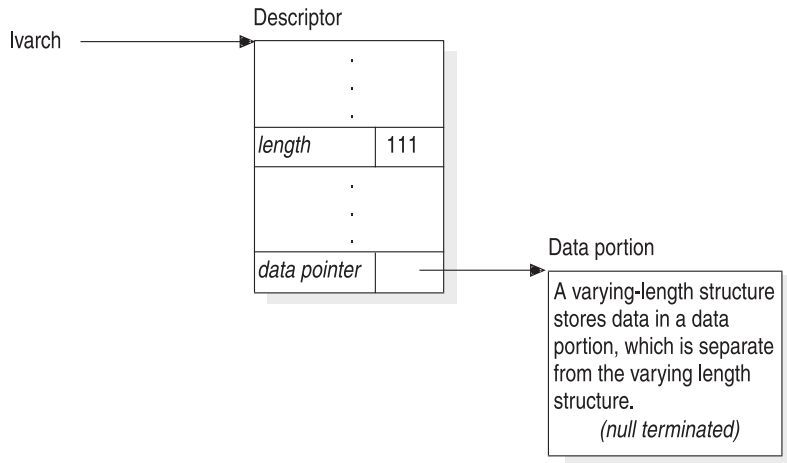 Descriptor
lvarch
.
.
.
length 111
.
.
.
data pointer
Data portion
A varying-length structure
stores data in a data
portion, which is separate
from the varying length
structure.
(null terminated)